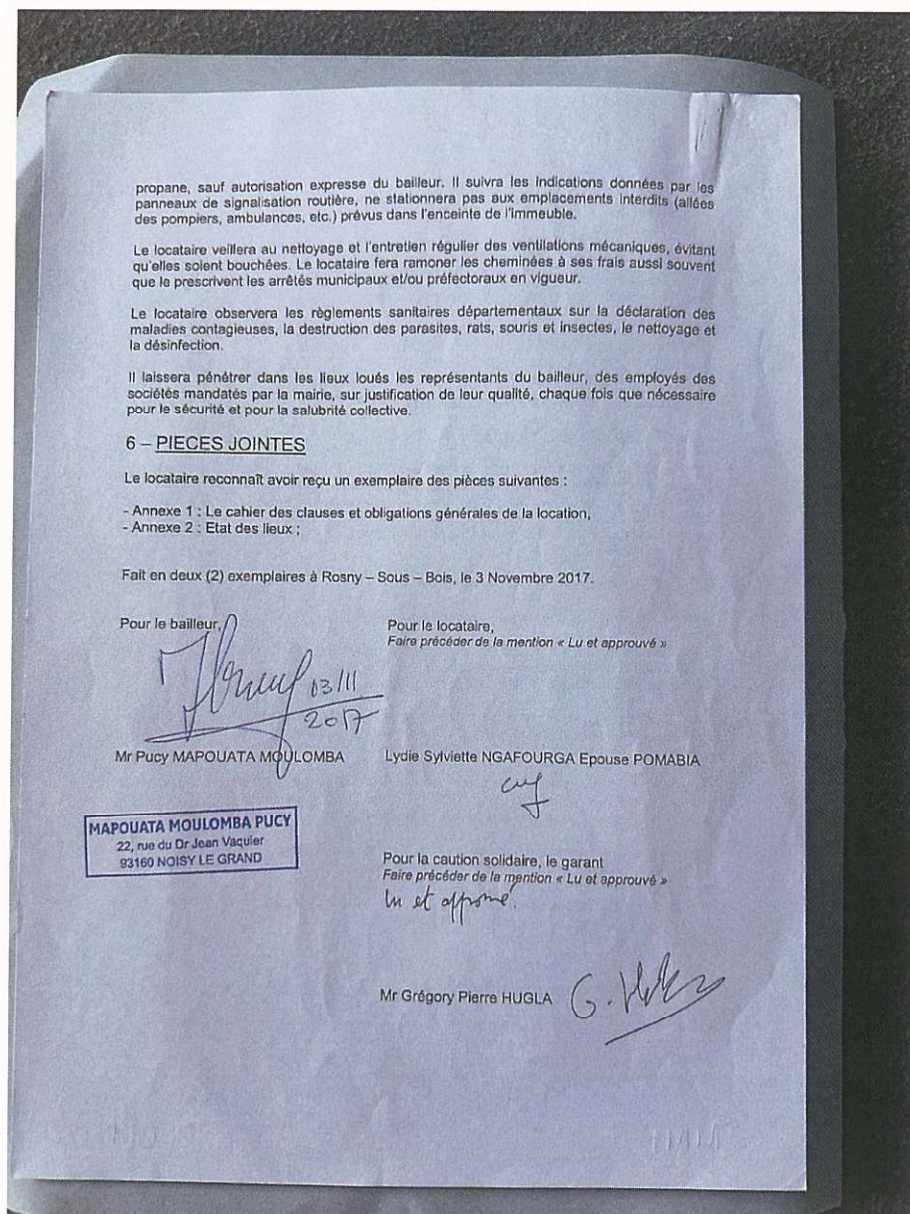 propane, sauf autorisation expresse du bailleur. Il suivra les indications données par les
panneaux de signalisation routière, ne stationnera pas aux emplacements interdits (allées
des pompiers, ambulances, etc.) prévus dans l'enceinte de l'immeuble.
Le locataire veillera au nettoyage et l'entretien régulier des ventilations mécaniques, évitant
qu'elles soient bouchées. Le locataire fera ramoner les cheminées à ses frais aussi souvent
que le prescrivent les arrêtés municipaux et/ou préfectoraux en vigueur.
Le locataire observera les règlements sanitaires départementaux sur la déclaration des
maladies contagieuses, la destruction des parasites, rats, souris et insectes, le nettoyage et
la désinfection.
Il laissera pénétrer dans les lieux loués les représentants du bailleur, des employés des
sociétés mandatés par la mairie, sur justification de leur qualité, chaque fois que nécessaire
pour le sécurité et pour la salubrité collective.
6 – PIECES JOINTES
Le locataire reconnaît avoir reçu un exemplaire des pièces suivantes :
- Annexe 1 : Le cahier des clauses et obligations générales de la location,
- Annexe 2 : Etat des lieux ;
Fait en deux (2) exemplaires à Rosny – Sous – Bois, le 3 Novembre 2017.
Pour le bailleur,
03/11
2017
Mr Pucy MAPOUATA MOULOMBA
MAPOUATA MOULOMBA PUCY
22, rue du Dr Jean Vaquier
93160 NOISY LE GRAND
Pour le locataire,
Faire précéder de la mention « Lu et approuvé »
Lydie Sylviette NGAFOURGA Epouse POMABIA
Pour la caution solidaire, le garant
Faire précéder de la mention « Lu et approuvé »
lu et approuvé.
Mr Grégory Pierre HUGLA